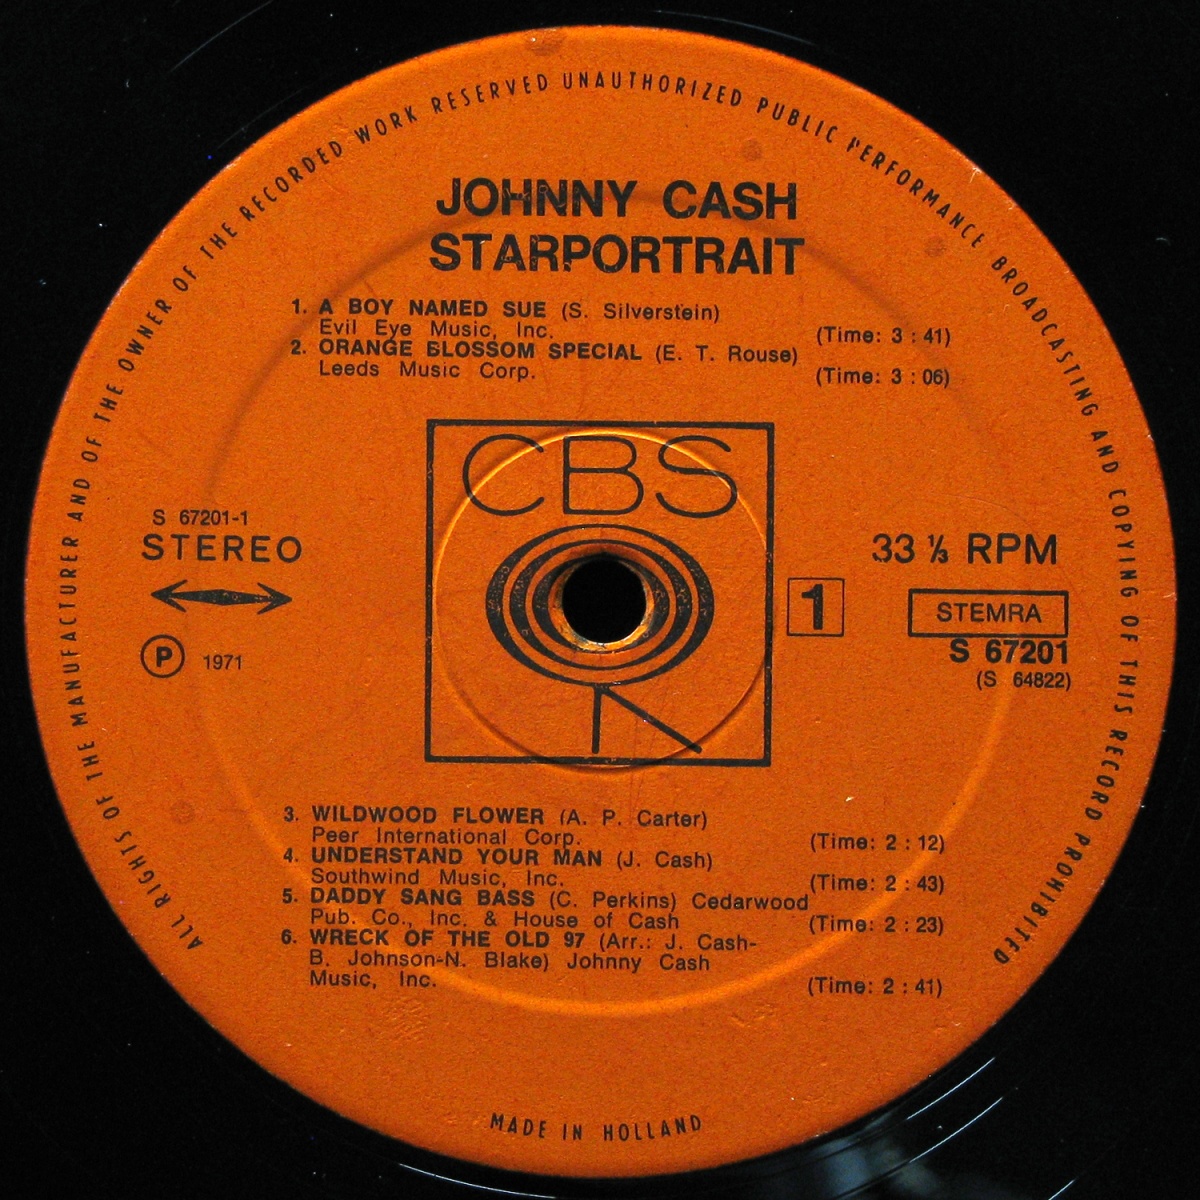 ALL RIGHTS OF THE MANUFACTURER AND OF THE OWNER OF THE RECORDED WORK RESERVED UNAUTHORIZED PUBLIC PERFORMANCE BROADCASTING AND COPYING OF THIS RECORD PROHIBITED
JOHNNY CASH
STARPORTRAIT
1. A BOY NAMED SUE (S. Silverstein)
Evil Eye Music, Inc. (Time: 3 : 41)
2. ORANGE BLOSSOM SPECIAL (E. T. Rouse)
Leeds Music Corp. (Time: 3 : 06)
CBS
S 67201-1
STEREO
℗ 1971
1
33 ⅓ RPM
STEMRA
S 67201
(S 64822)
3. WILDWOOD FLOWER (A. P. Carter)
Peer International Corp. (Time: 2 : 12)
4. UNDERSTAND YOUR MAN (J. Cash)
Southwind Music, Inc. (Time: 2 : 43)
5. DADDY SANG BASS (C. Perkins) Cedarwood
Pub. Co., Inc. & House of Cash (Time: 2 : 23)
6. WRECK OF THE OLD 97 (Arr.: J. Cash-
B. Johnson-N. Blake) Johnny Cash
Music, Inc. (Time: 2 : 41)
MADE IN HOLLAND